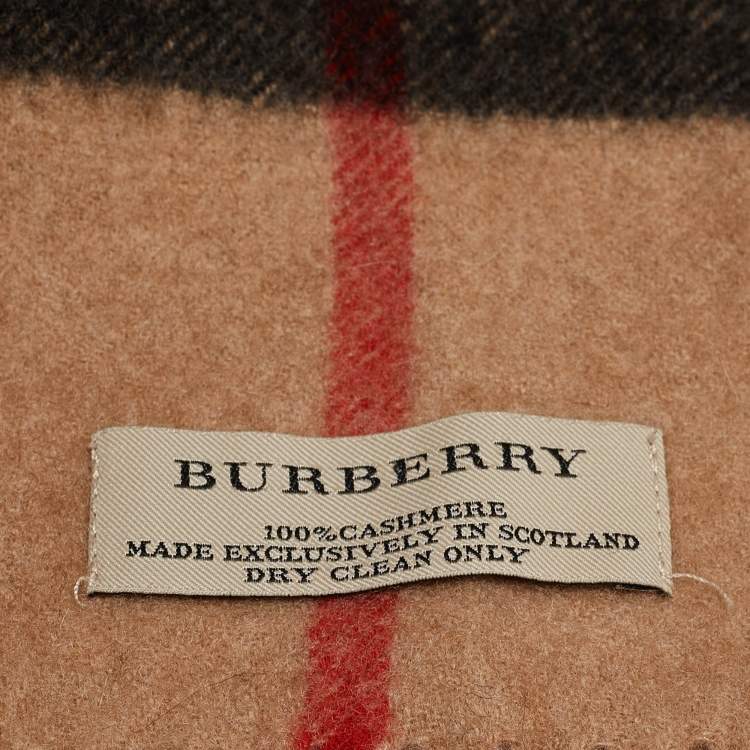 BURBERRY
100%CASHMERE
MADE EXCLUSIVELY IN SCOTLAND
DRY CLEAN ONLY